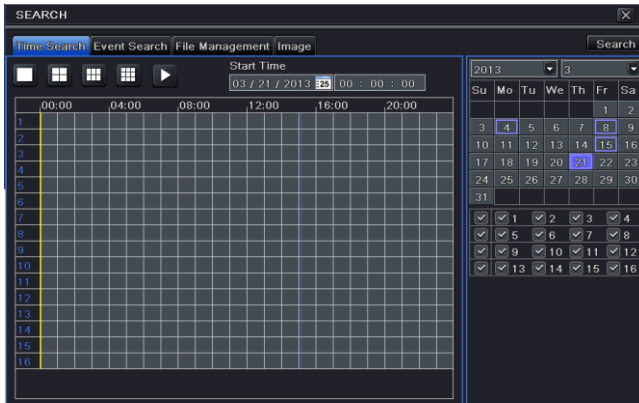 SEARCH
Time Search Event Search File Management Image Search
Start Time
03 / 21 / 2013 25 00 : 00 : 00
00:00 04:00 08:00 12:00 16:00 20:00
1
2
3
4
5
6
7
8
9
10
11
12
13
14
15
16
2013 3
Su Mo Tu We Th Fr Sa
1 2
3 4 5 6 7 8 9
10 11 12 13 14 15 16
17 18 19 20 21 22 23
24 25 26 27 28 29 30
31
1 2 3 4
5 6 7 8
9 10 11 12
13 14 15 16